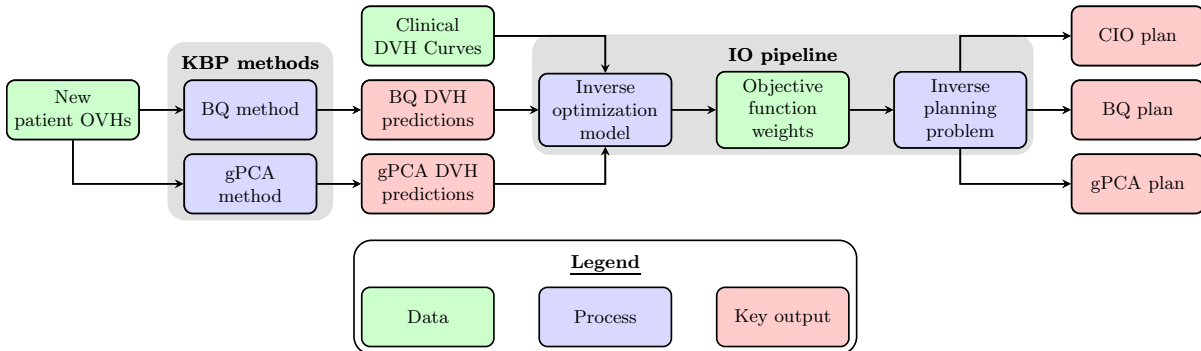 Clinical
DVH Curves
KBP methods
IO pipeline
CIO plan
New
patient OVHs
BQ method
BQ DVH
predictions
Inverse
optimization
model
Objective
function
weights
Inverse
planning
problem
BQ plan
gPCA
method
gPCA DVH
predictions
gPCA plan
Legend
Data
Process
Key output